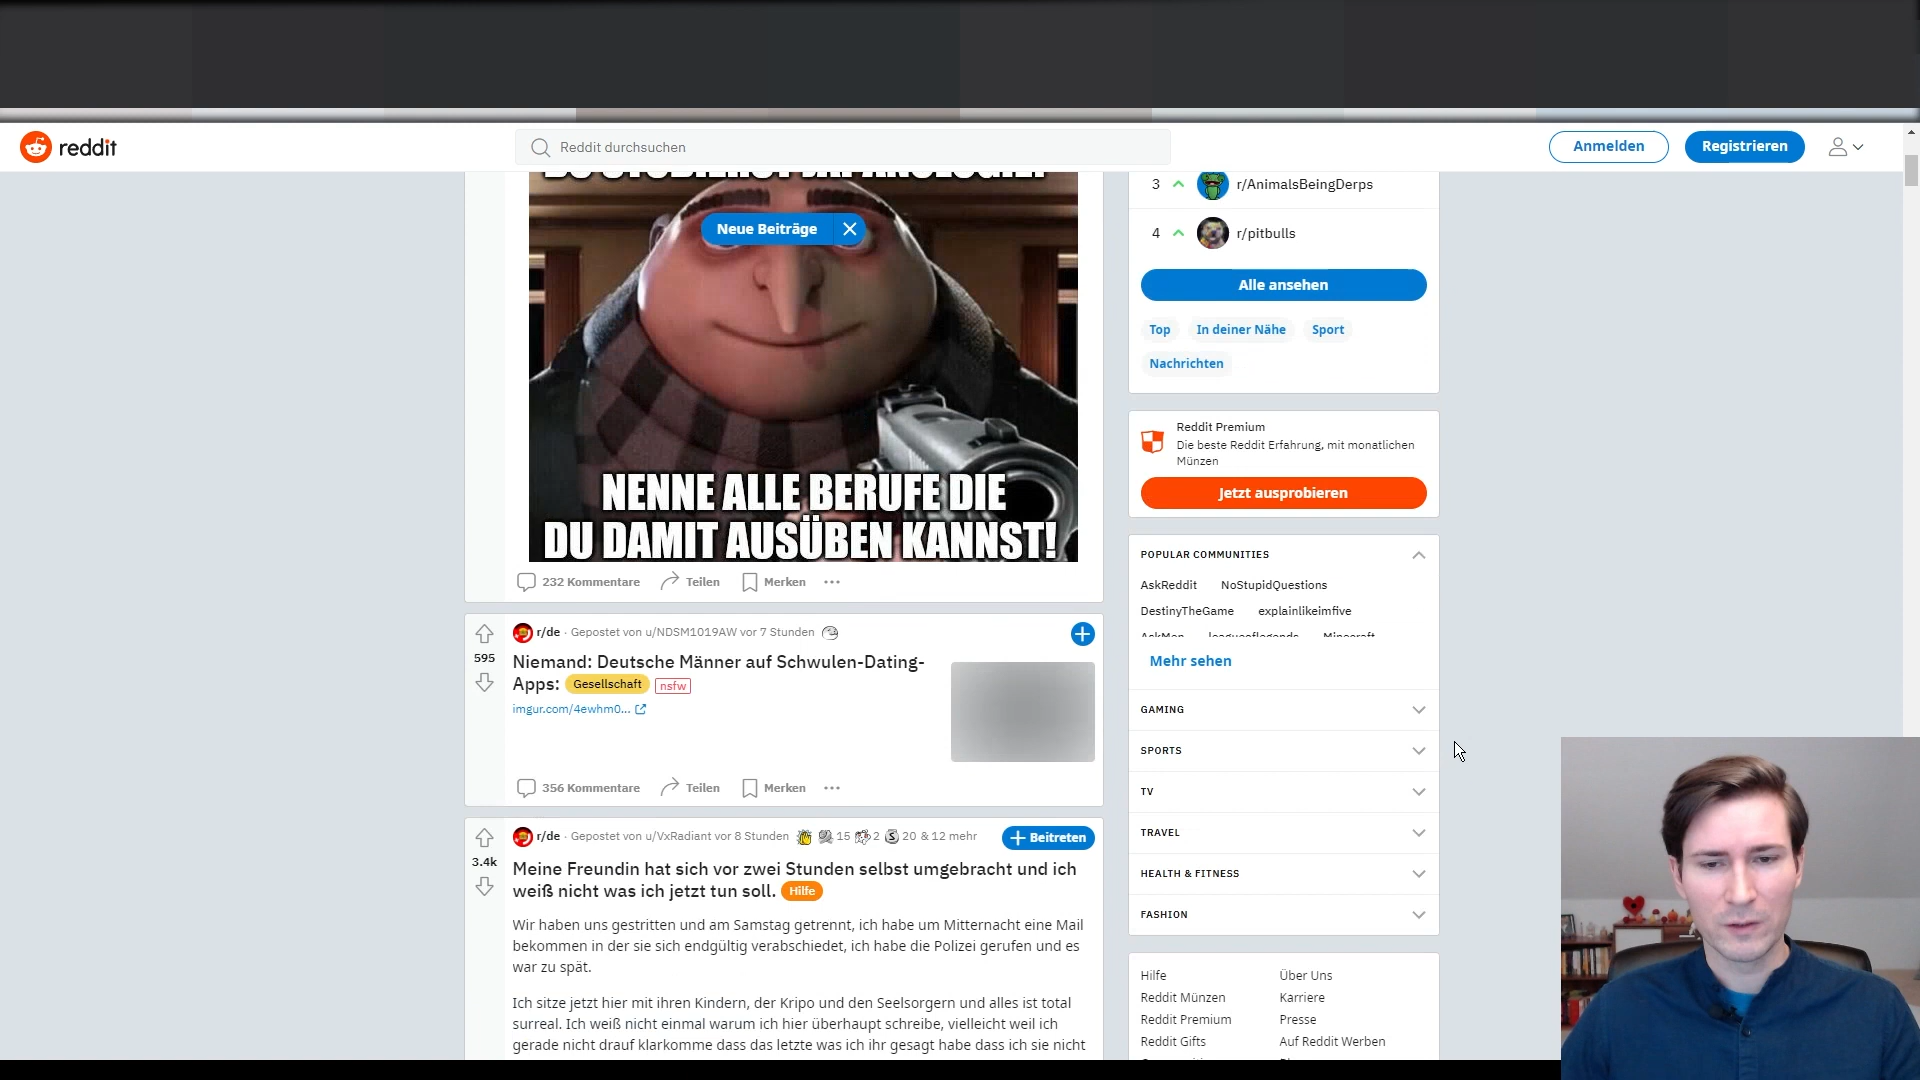 reddit
Reddit durchsuchen
Anmelden
Registrieren
Neue Beiträge
NENNE ALLE BERUFE DIE
DU DAMIT AUSÜBEN KANNST!
232 Kommentare
Teilen
Merken
595
r/de · Gepostet von u/NDSM1019AW vor 7 Stunden
Niemand: Deutsche Männer auf Schwulen-Dating-
Apps: Gesellschaft nsfw
imgur.com/4ewhm0...
356 Kommentare
Teilen
Merken
3.4k
r/de · Gepostet von u/VxRadiant vor 8 Stunden 15 2 20 & 12 mehr
Beitreten
Meine Freundin hat sich vor zwei Stunden selbst umgebracht und ich
weiß nicht was ich jetzt tun soll. Hilfe
Wir haben uns gestritten und am Samstag getrennt, ich habe um Mitternacht eine Mail
bekommen in der sie sich endgültig verabschiedet, ich habe die Polizei gerufen und es
war zu spät.
Ich sitze jetzt hier mit ihren Kindern, der Kripo und den Seelsorgern und alles ist total
surreal. Ich weiß nicht einmal warum ich hier überhaupt schreibe, vielleicht weil ich
gerade nicht drauf klarkomme dass das letzte was ich ihr gesagt habe dass ich sie nicht
3 r/AnimalsBeingDerps
4 r/pitbulls
Alle ansehen
Top In deiner Nähe Sport
Nachrichten
Reddit Premium
Die beste Reddit Erfahrung, mit monatlichen
Münzen
Jetzt ausprobieren
POPULAR COMMUNITIES
AskReddit NoStupidQuestions
DestinyTheGame explainlikeimfive
AskMen leagueoflegends Minecraft
Mehr sehen
GAMING
SPORTS
TV
TRAVEL
HEALTH & FITNESS
FASHION
Hilfe Über Uns
Reddit Münzen Karriere
Reddit Premium Presse
Reddit Gifts Auf Reddit Werben